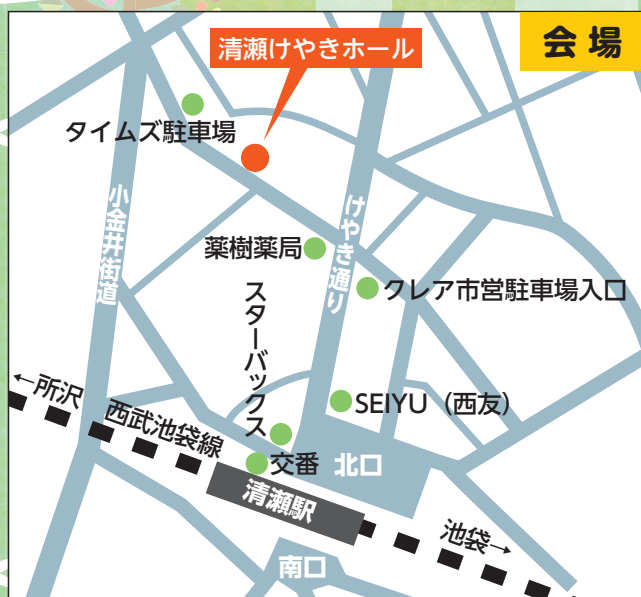 会場
清瀬けやきホール
タイムズ駐車場
小金井街道
けやき通り
薬樹薬局
クレア市営駐車場入口
スターバックス
SEIYU（西友）
←所沢
西武池袋線
交番
北口
清瀬駅
池袋→
南口